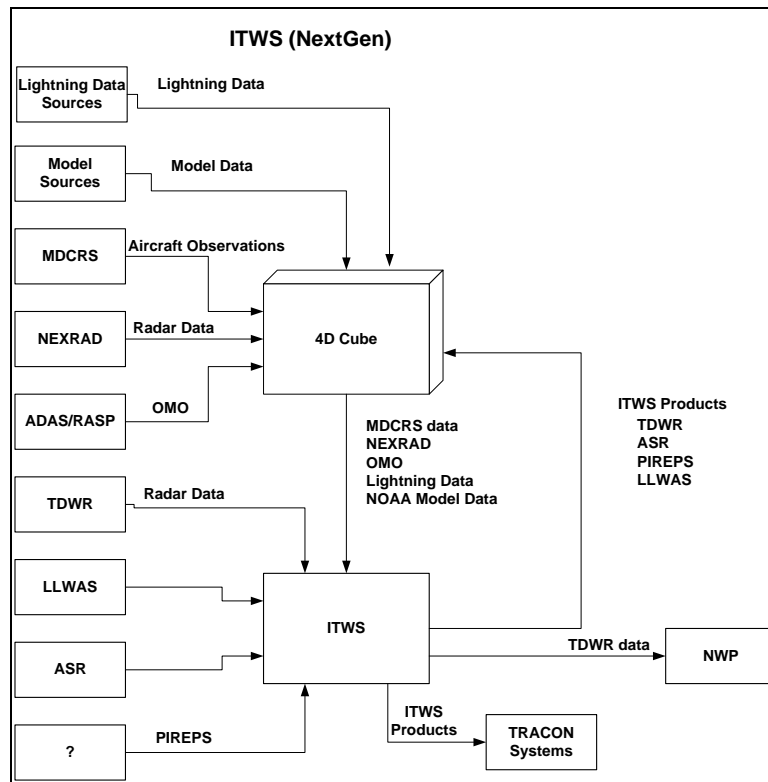 ITWS (NextGen)
Lightning Data
Sources
Lightning Data
Model
Sources
Model Data
MDCRS
Aircraft Observations
NEXRAD
Radar Data
4D Cube
ADAS/RASP
OMO
MDCRS data
NEXRAD
OMO
Lightning Data
NOAA Model Data
ITWS Products
TDWR
ASR
PIREPS
LLWAS
TDWR
Radar Data
LLWAS
ITWS
ASR
TDWR data
NWP
?
PIREPS
ITWS
Products
TRACON
Systems